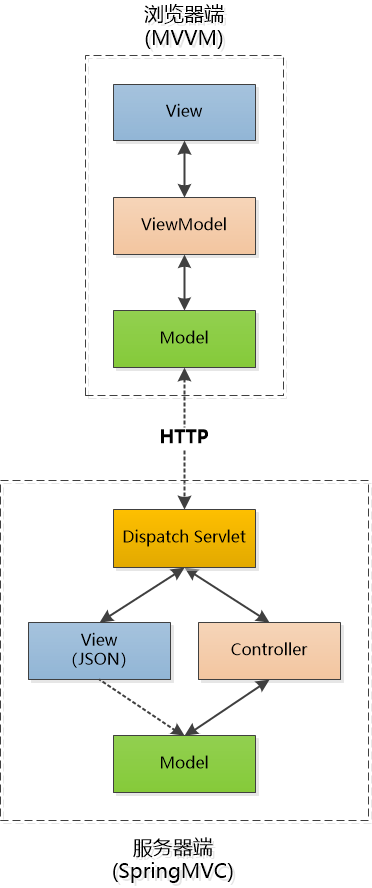 浏览器端
(MVVM)
View
ViewModel
Model
HTTP
Dispatch Servlet
View
(JSON)
Controller
Model
服务器端
(SpringMVC)